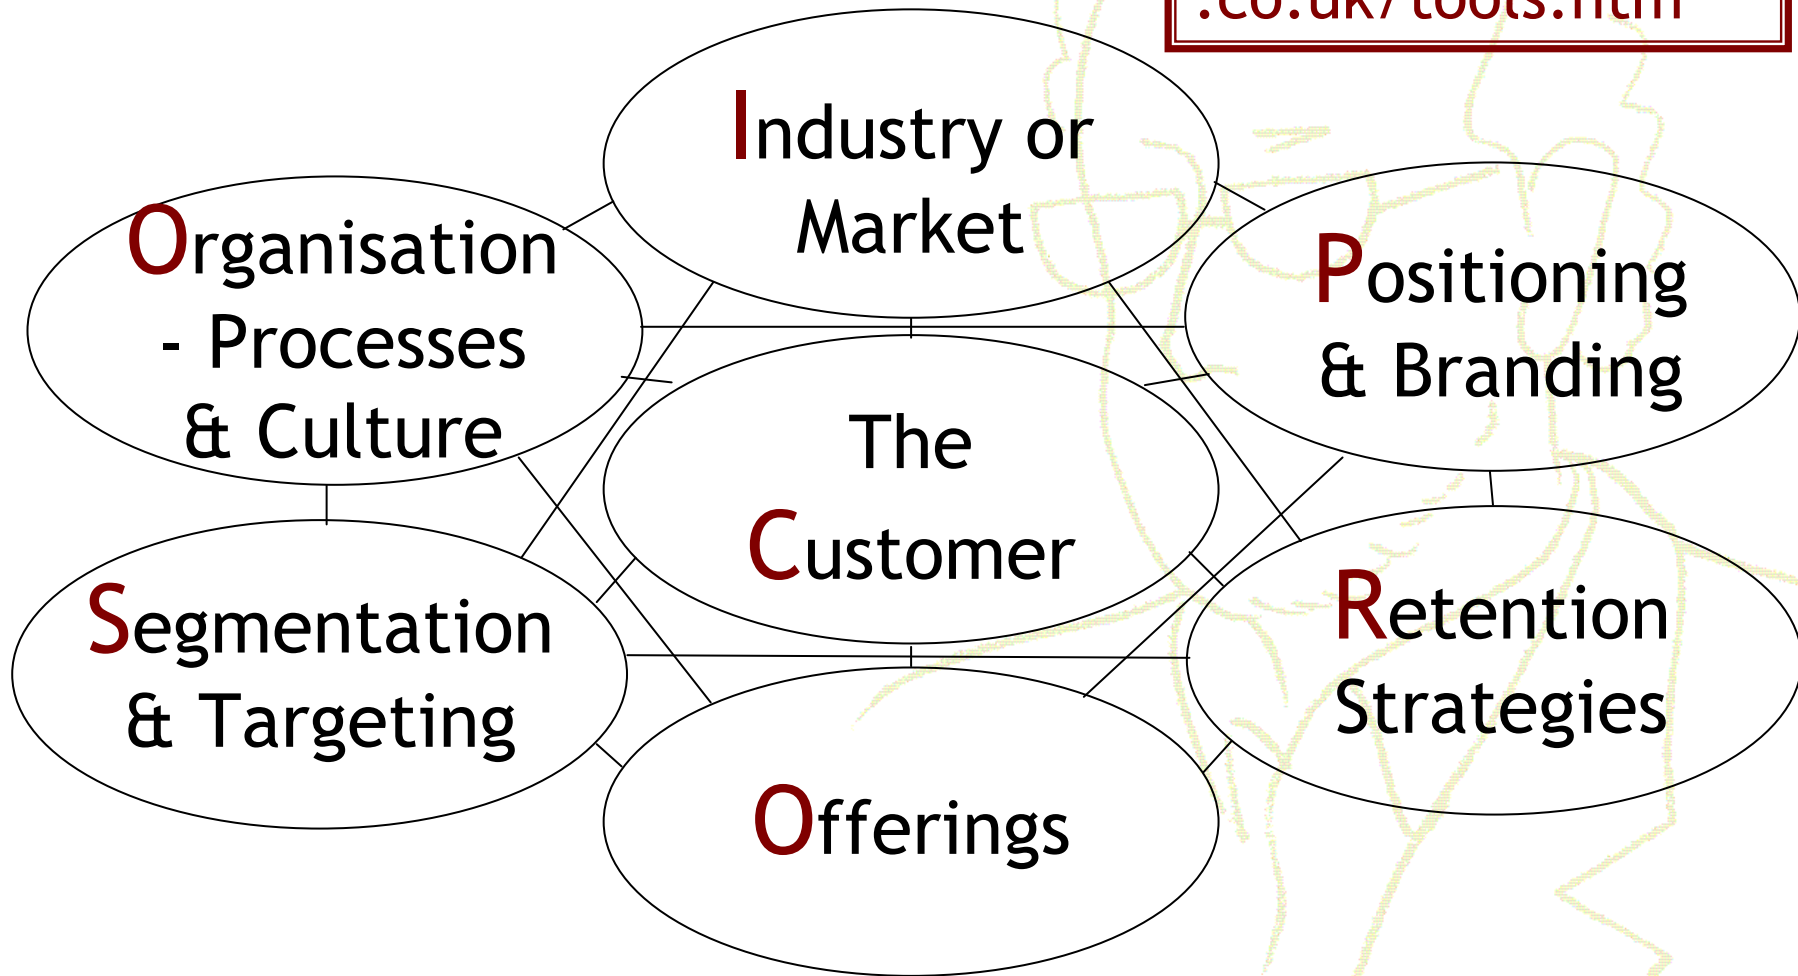 .co.uk/tools.htm
Industry or
Market
Organisation
- Processes
& Culture
Positioning
& Branding
The
Customer
Segmentation
& Targeting
Retention
Strategies
Offerings